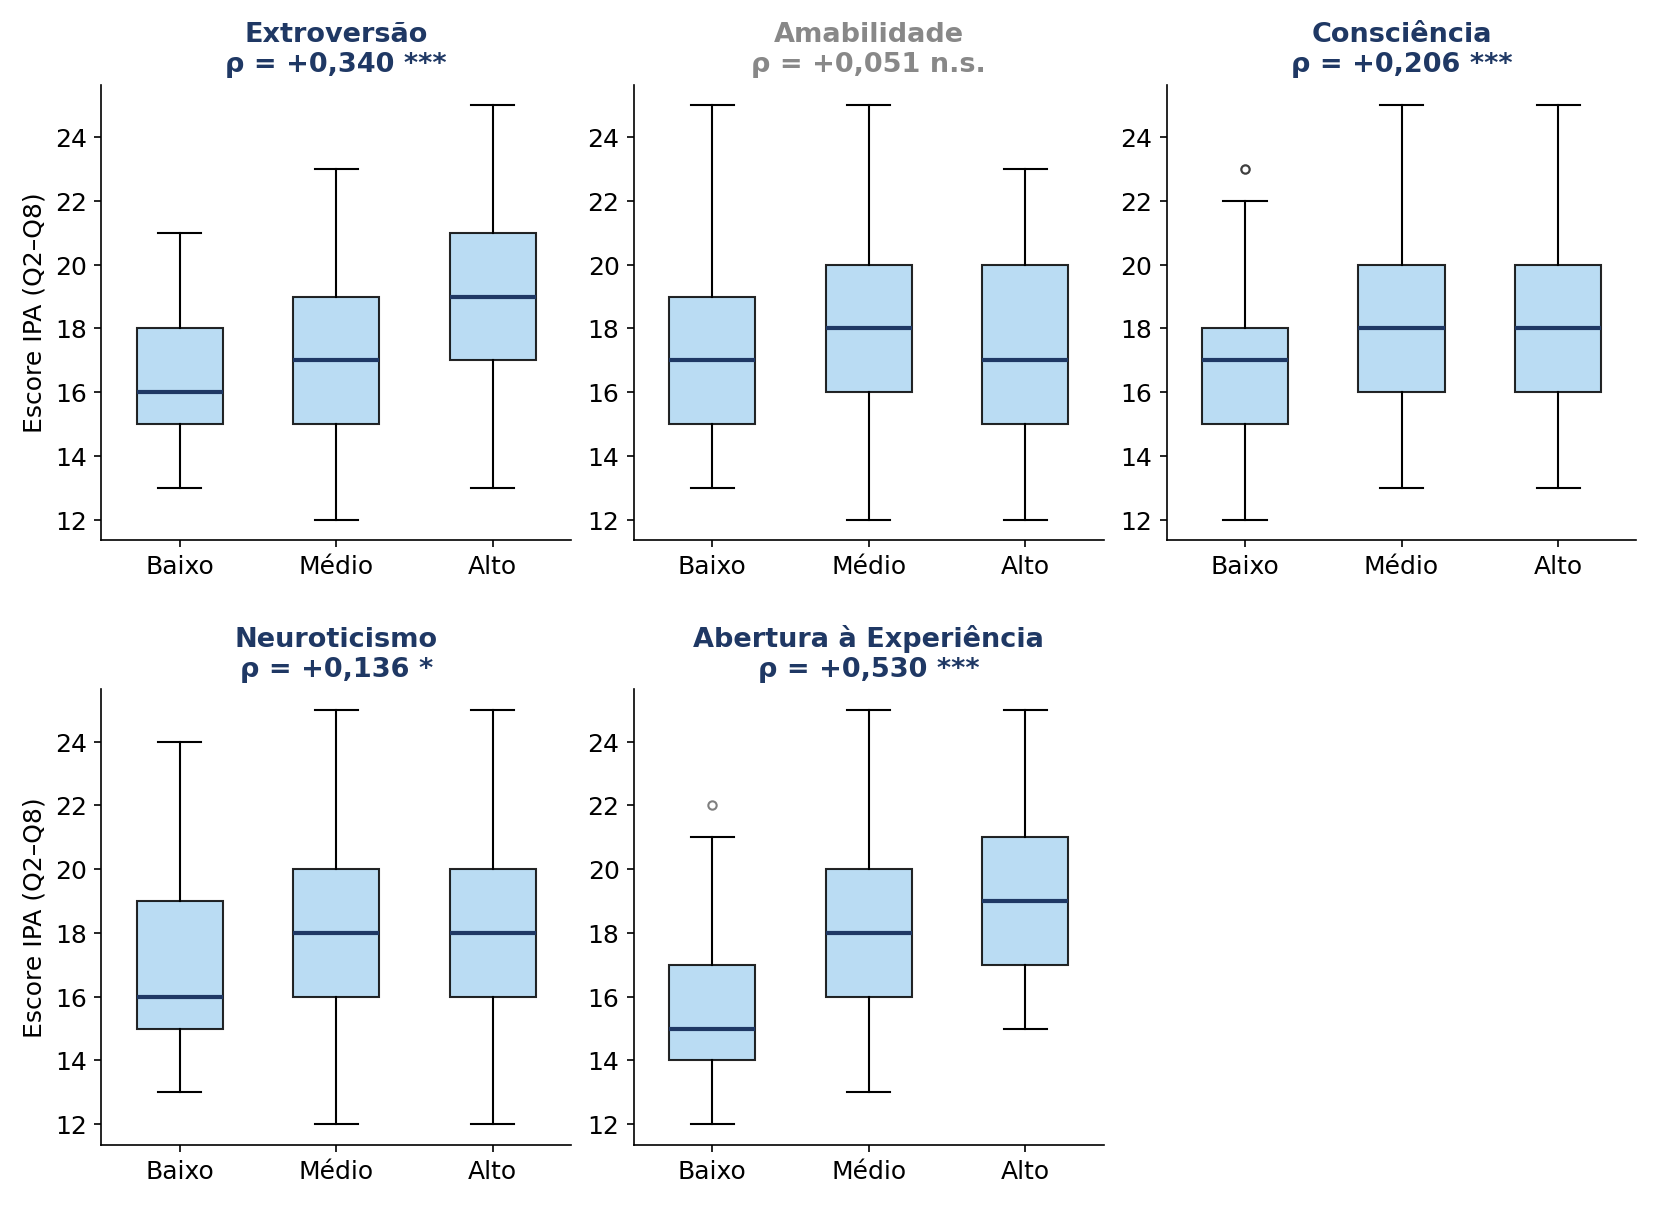 Extroversão
ρ = +0,340 ***
Escore IPA (Q2–Q8)
24
22
20
18
16
14
12
Baixo Médio Alto
Amabilidade
ρ = +0,051 n.s.
24
22
20
18
16
14
12
Baixo Médio Alto
Consciência
ρ = +0,206 ***
24
22
20
18
16
14
12
Baixo Médio Alto
Neuroticismo
ρ = +0,136 *
Escore IPA (Q2–Q8)
24
22
20
18
16
14
12
Baixo Médio Alto
Abertura à Experiência
ρ = +0,530 ***
24
22
20
18
16
14
12
Baixo Médio Alto